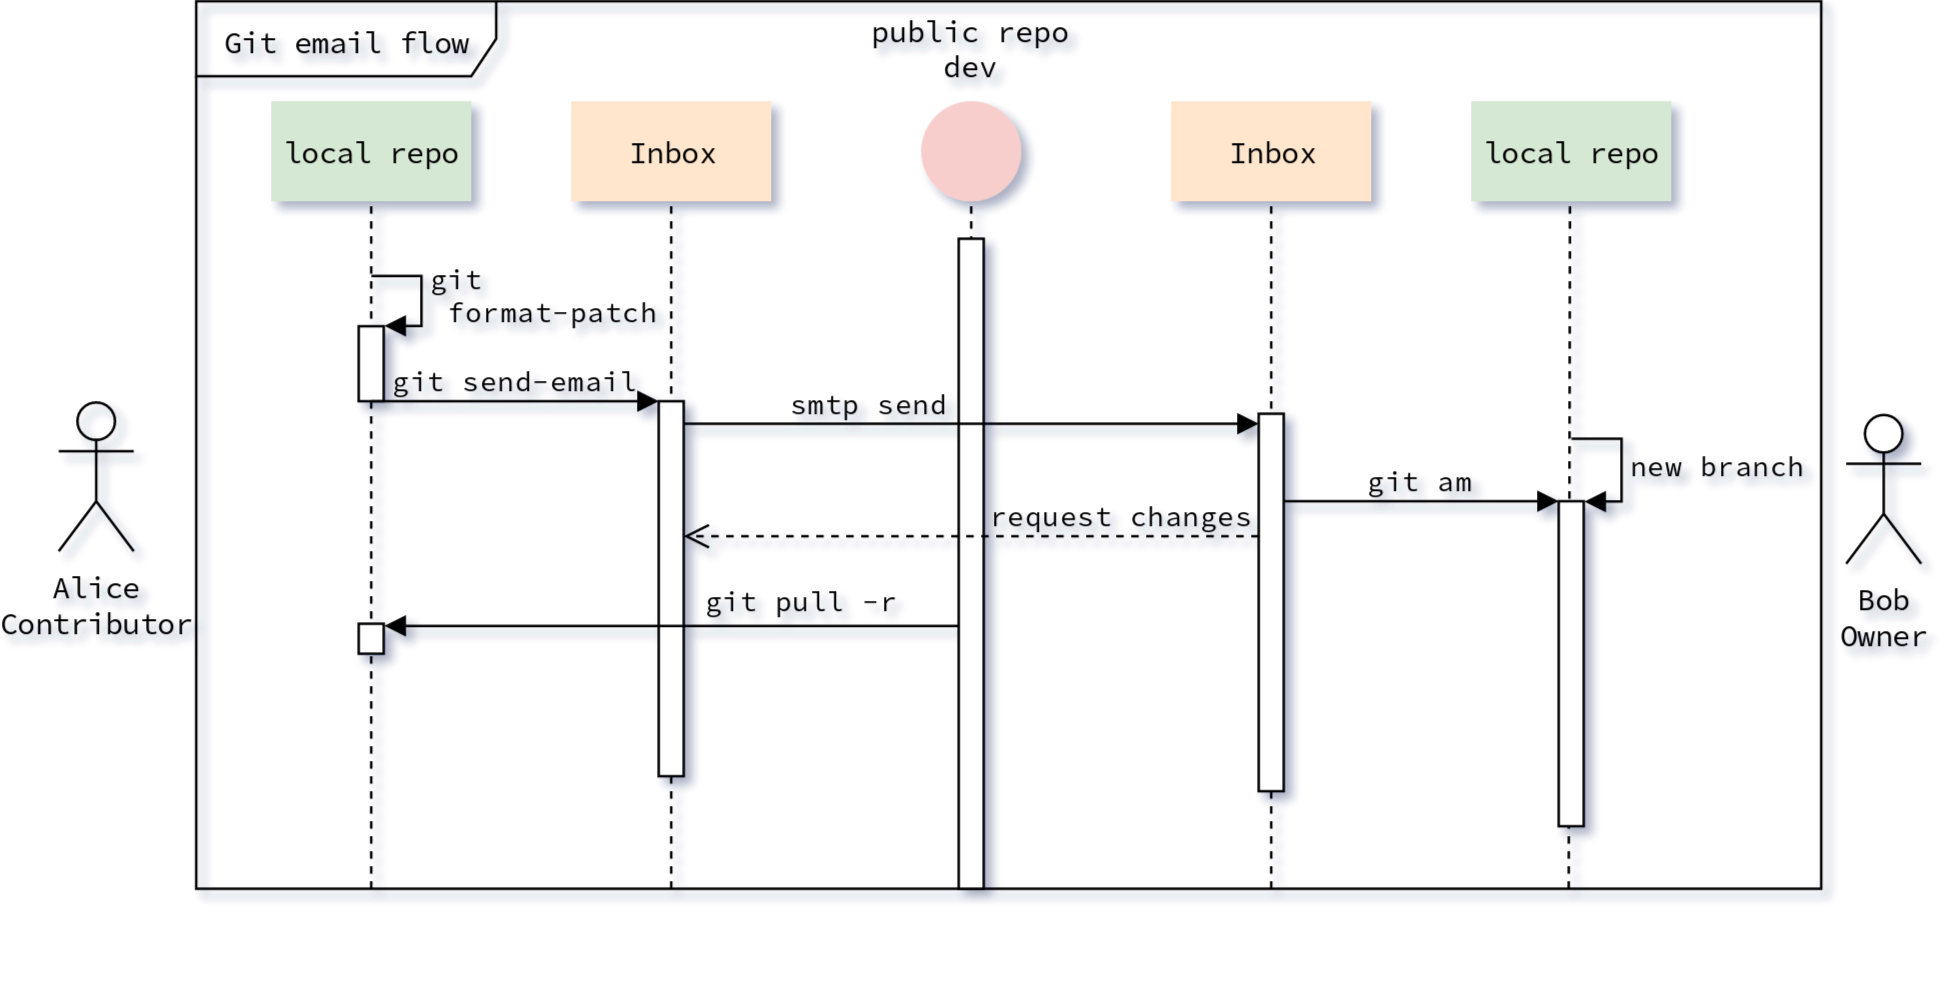 Git email flow
public repo
dev
local repo
Inbox
Inbox
local repo
git
format-patch
git send-email
smtp send
new branch
git am
request changes
git pull -r
Alice
Contributor
Bob
Owner